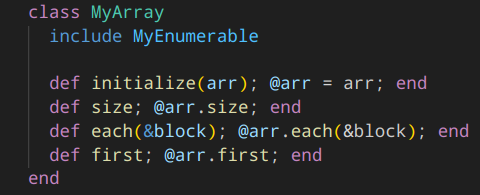 class MyArray
  include MyEnumerable

  def initialize(arr); @arr = arr; end
  def size; @arr.size; end
  def each(&block); @arr.each(&block); end
  def first; @arr.first; end
end